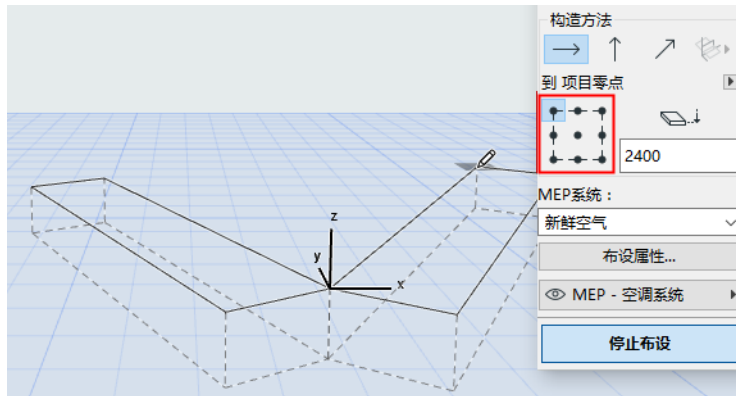 构造方法
到 项目零点
2400
MEP系统：
新鲜空气
布设属性...
MEP - 空调系统
停止布设
z
y
x